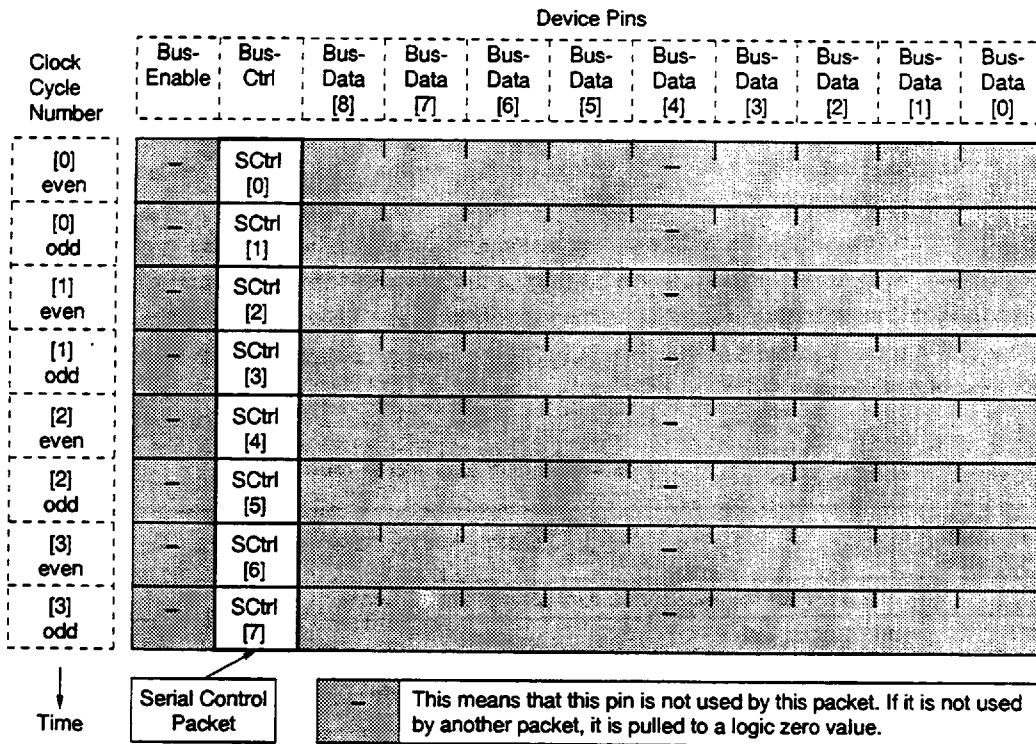 Device Pins
Clock Cycle Number
Bus-Enable
Bus-Ctrl
Bus-Data [8]
Bus-Data [7]
Bus-Data [6]
Bus-Data [5]
Bus-Data [4]
Bus-Data [3]
Bus-Data [2]
Bus-Data [1]
Bus-Data [0]
[0] even
–
SCtrl [0]
–
[0] odd
–
SCtrl [1]
–
[1] even
–
SCtrl [2]
–
[1] odd
–
SCtrl [3]
–
[2] even
–
SCtrl [4]
–
[2] odd
–
SCtrl [5]
–
[3] even
–
SCtrl [6]
–
[3] odd
–
SCtrl [7]
–
Time
Serial Control
Packet
–
This means that this pin is not used by this packet. If it is not used
by another packet, it is pulled to a logic zero value.